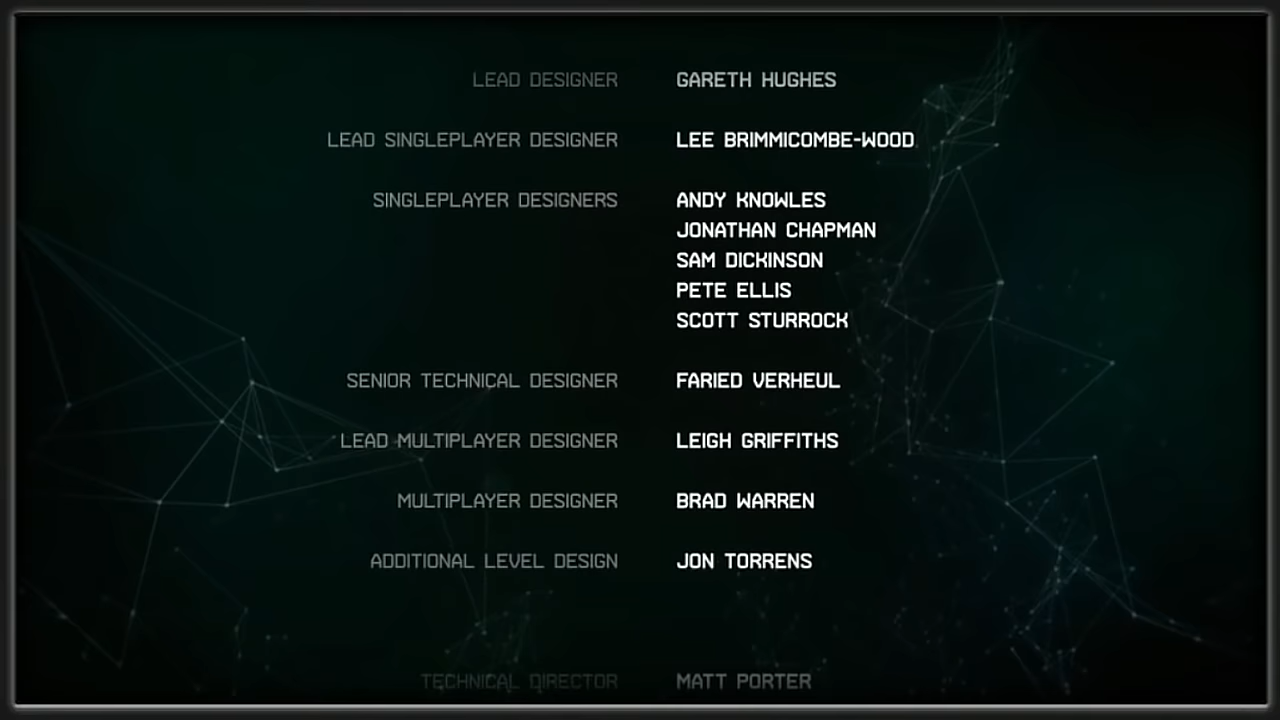 LEAD DESIGNER GARETH HUGHES
LEAD SINGLEPLAYER DESIGNER LEE BRIMMICOMBE-WOOD
SINGLEPLAYER DESIGNERS ANDY KNOWLES
JONATHAN CHAPMAN
SAM DICKINSON
PETE ELLIS
SCOTT STURROCK
SENIOR TECHNICAL DESIGNER FARIED VERHEUL
LEAD MULTIPLAYER DESIGNER LEIGH GRIFFITHS
MULTIPLAYER DESIGNER BRAD WARREN
ADDITIONAL LEVEL DESIGN JON TORRENS
TECHNICAL DIRECTOR MATT PORTER